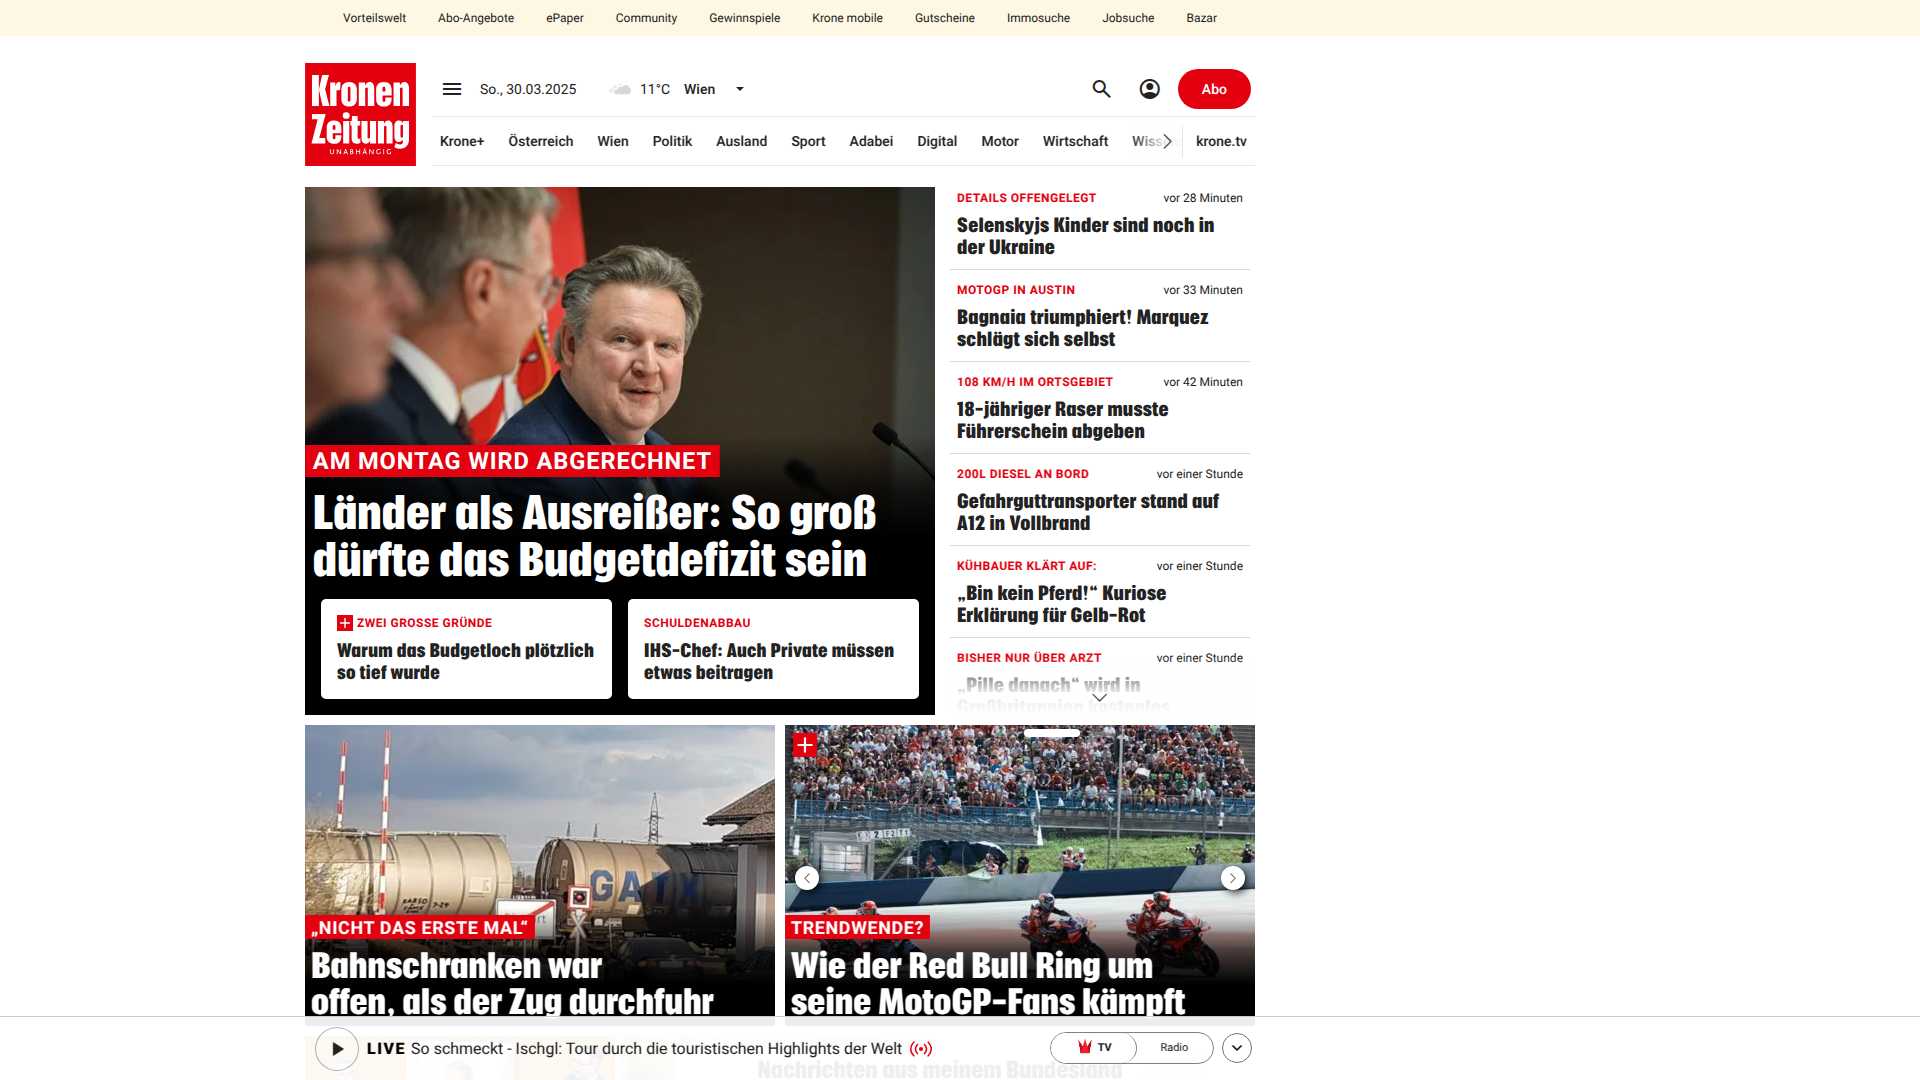 Vorteilswelt Abo-Angebote ePaper Community Gewinnspiele Krone mobile Gutscheine Immosuche Jobsuche Bazar
Kronen
Zeitung
UNABHÄNGIG
So., 30.03.2025 11°C Wien
Abo
Krone+ Österreich Wien Politik Ausland Sport Adabei Digital Motor Wirtschaft Wiss krone.tv
AM MONTAG WIRD ABGERECHNET
Länder als Ausreißer: So groß
dürfte das Budgetdefizit sein
ZWEI GROSSE GRÜNDE
Warum das Budgetloch plötzlich
so tief wurde
SCHULDENABBAU
IHS-Chef: Auch Private müssen
etwas beitragen
DETAILS OFFENGELEGT vor 28 Minuten
Selenskyjs Kinder sind noch in
der Ukraine
MOTOGP IN AUSTIN vor 33 Minuten
Bagnaia triumphiert! Marquez
schlägt sich selbst
108 KM/H IM ORTSGEBIET vor 42 Minuten
18-jähriger Raser musste
Führerschein abgeben
200L DIESEL AN BORD vor einer Stunde
Gefahrguttransporter stand auf
A12 in Vollbrand
KÜHBAUER KLÄRT AUF: vor einer Stunde
„Bin kein Pferd!“ Kuriose
Erklärung für Gelb-Rot
BISHER NUR ÜBER ARZT vor einer Stunde
„Pille danach“ wird in
Großbritannien kostenlos
GATX
„NICHT DAS ERSTE MAL“
Bahnschranken war
offen, als der Zug durchfuhr
TRENDWENDE?
Wie der Red Bull Ring um
seine MotoGP-Fans kämpft
LIVE So schmeckt - Ischgl: Tour durch die touristischen Highlights der Welt
TV Radio
Nachrichten aus meinem Bundesland